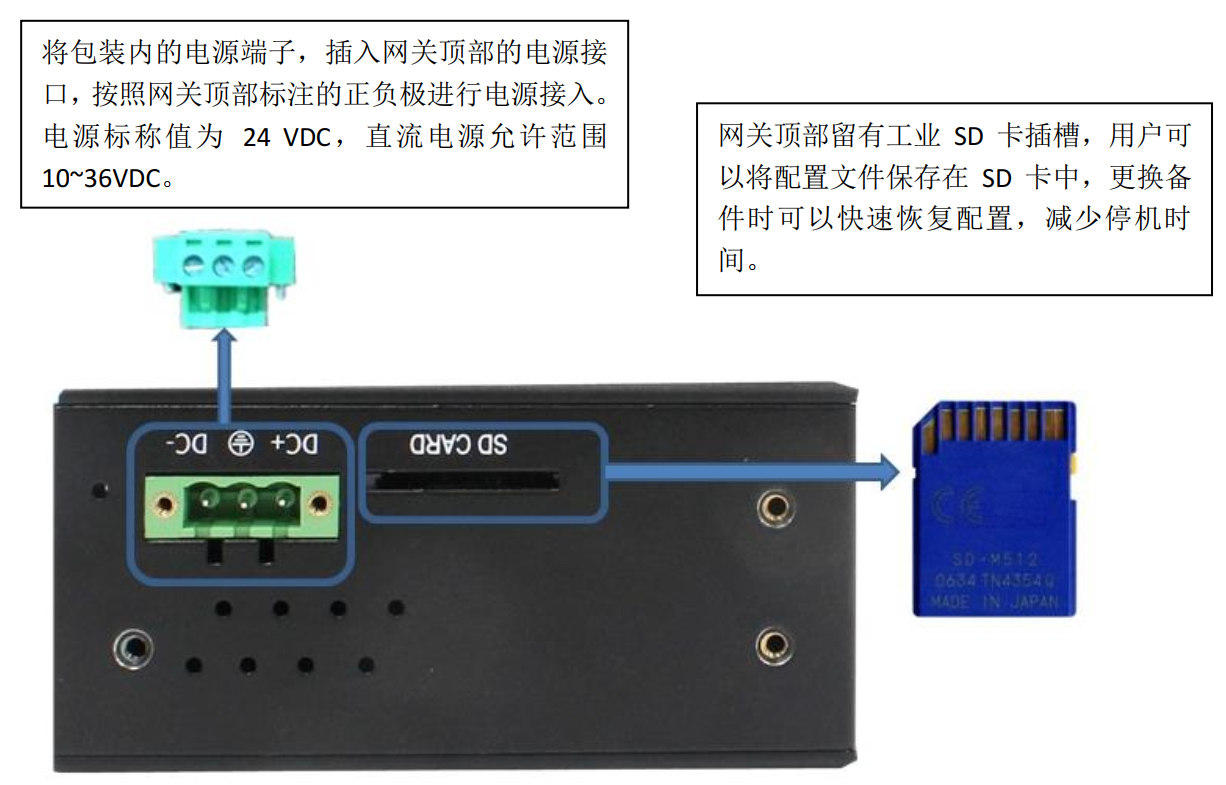 将包装内的电源端子，插入网关顶部的电源接
口，按照网关顶部标注的正负极进行电源接入。
电源标称值为 24 VDC，直流电源允许范围
10~36VDC。
网关顶部留有工业 SD 卡插槽，用户可
以将配置文件保存在 SD 卡中，更换备
件时可以快速恢复配置，减少停机时
间。
DC- DC+
SD CARD
CE
SD-M512
0634TN4354Q
MADE IN JAPAN